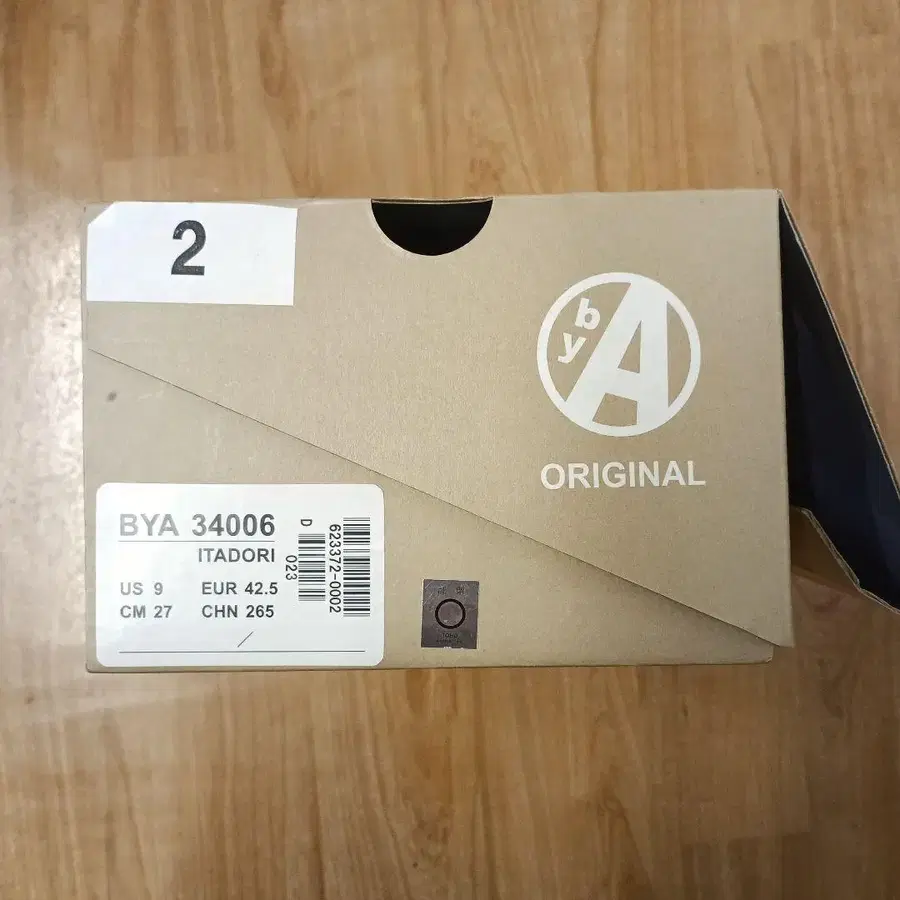 2
by A
ORIGINAL
BYA 34006
ITADORI
US 9 EUR 42.5
CM 27 CHN 265
D
023
623372-0002